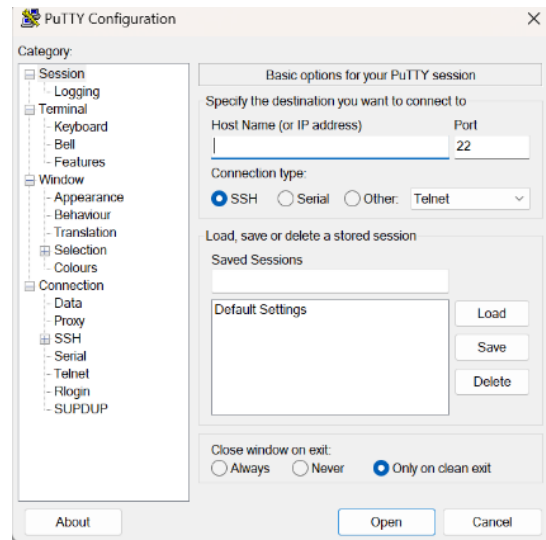 PuTTY Configuration
Category:
Session
Logging
Terminal
Keyboard
Bell
Features
Window
Appearance
Behaviour
Translation
Selection
Colours
Connection
Data
Proxy
SSH
Serial
Telnet
Rlogin
SUPDUP
Basic options for your PuTTY session
Specify the destination you want to connect to
Host Name (or IP address) Port
22
Connection type:
SSH Serial Other: Telnet
Load, save or delete a stored session
Saved Sessions
Default Settings
Load
Save
Delete
Close window on exit:
Always Never Only on clean exit
About Open Cancel